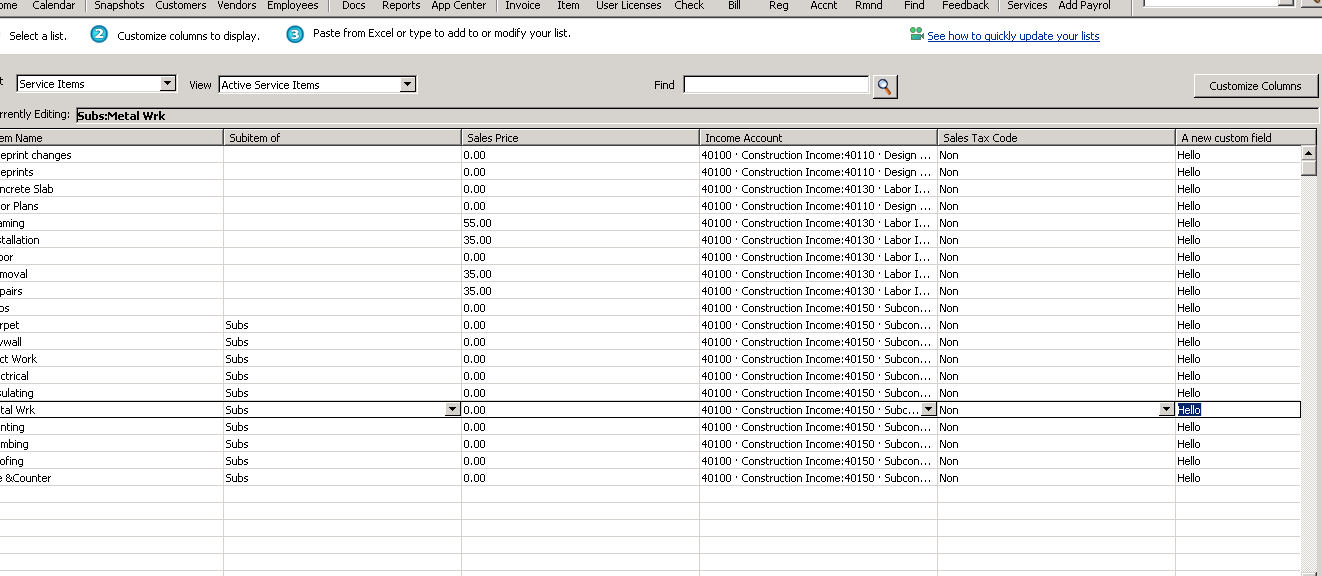 ome Calendar Snapshots Customers Vendors Employees Docs Reports App Center Invoice Item User Licenses Check Bill Reg Accnt Rmnd Find Feedback Services Add Payrol
Select a list. 2 Customize columns to display. 3 Paste from Excel or type to add to or modify your list. See how to quickly update your lists
t Service Items View Active Service Items Find Customize Columns
rrently Editing: Subs:Metal Wrk
em Name Subitem of Sales Price Income Account Sales Tax Code A new custom field
eprint changes 0.00 40100 · Construction Income:40110 · Design ... Non Hello
eprints 0.00 40100 · Construction Income:40110 · Design ... Non Hello
ncrete Slab 0.00 40100 · Construction Income:40130 · Labor I... Non Hello
or Plans 0.00 40100 · Construction Income:40110 · Design ... Non Hello
aming 55.00 40100 · Construction Income:40130 · Labor I... Non Hello
stallation 35.00 40100 · Construction Income:40130 · Labor I... Non Hello
bor 0.00 40100 · Construction Income:40130 · Labor I... Non Hello
moval 35.00 40100 · Construction Income:40130 · Labor I... Non Hello
pairs 35.00 40100 · Construction Income:40130 · Labor I... Non Hello
bs 0.00 40100 · Construction Income:40150 · Subcon... Non Hello
rpet Subs 0.00 40100 · Construction Income:40150 · Subcon... Non Hello
ywall Subs 0.00 40100 · Construction Income:40150 · Subcon... Non Hello
ct Work Subs 0.00 40100 · Construction Income:40150 · Subcon... Non Hello
ctrical Subs 0.00 40100 · Construction Income:40150 · Subcon... Non Hello
sulating Subs 0.00 40100 · Construction Income:40150 · Subcon... Non Hello
tal Wrk Subs 0.00 40100 · Construction Income:40150 · Subc... Non Hello
inting Subs 0.00 40100 · Construction Income:40150 · Subcon... Non Hello
mbing Subs 0.00 40100 · Construction Income:40150 · Subcon... Non Hello
ofing Subs 0.00 40100 · Construction Income:40150 · Subcon... Non Hello
e &Counter Subs 0.00 40100 · Construction Income:40150 · Subcon... Non Hello